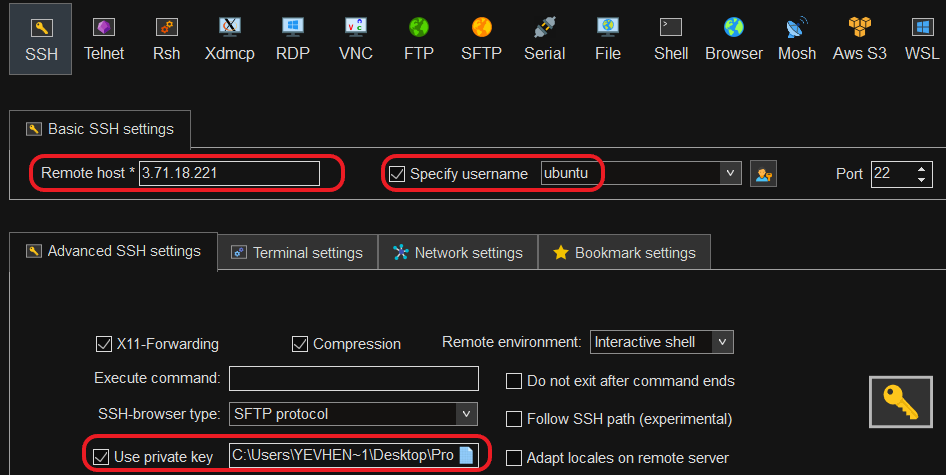 SSH Telnet Rsh Xdmcp RDP VNC FTP SFTP Serial File Shell Browser Mosh Aws S3 WSL
Basic SSH settings
Remote host * 3.71.18.221 Specify username ubuntu Port 22
Advanced SSH settings Terminal settings Network settings Bookmark settings
X11-Forwarding Compression Remote environment: Interactive shell
Execute command: Do not exit after command ends
SSH-browser type: SFTP protocol Follow SSH path (experimental)
Use private key C:\Users\YEVHEN~1\Desktop\Pro Adapt locales on remote server